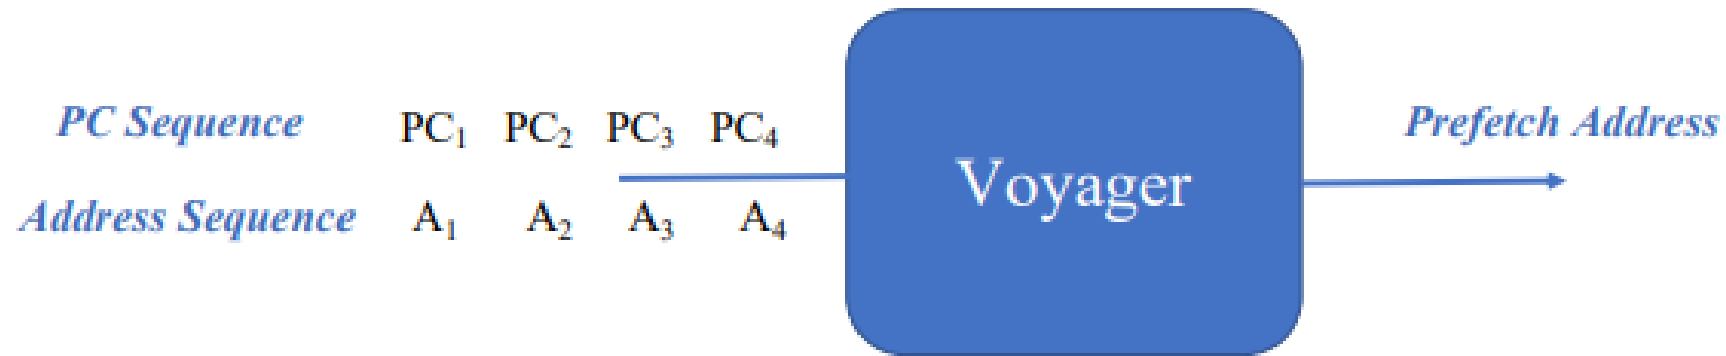 PC Sequence PC₁ PC₂ PC₃ PC₄
Address Sequence A₁ A₂ A₃ A₄
Voyager
Prefetch Address